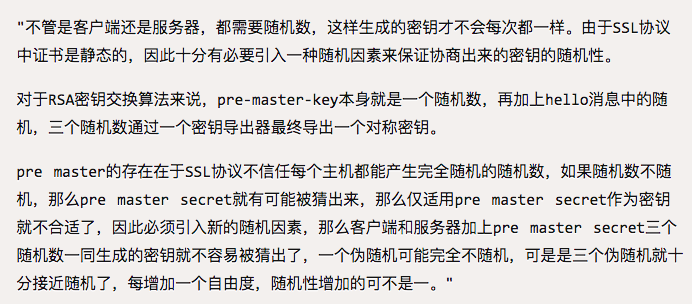 "不管是客户端还是服务器，都需要随机数，这样生成的密钥才不会每次都一样。由于SSL协议
中证书是静态的，因此十分有必要引入一种随机因素来保证协商出来的密钥的随机性。
对于RSA密钥交换算法来说，pre-master-key本身就是一个随机数，再加上hello消息中的随
机，三个随机数通过一个密钥导出器最终导出一个对称密钥。
pre master的存在在于SSL协议不信任每个主机都能产生完全随机的随机数，如果随机数不随
机，那么pre master secret就有可能被猜出来，那么仅适用pre master secret作为密钥
就不合适了，因此必须引入新的随机因素，那么客户端和服务器加上pre master secret三个
随机数一同生成的密钥就不容易被猜出了，一个伪随机可能完全不随机，可是是三个伪随机就十
分接近随机了，每增加一个自由度，随机性增加的可不是一。"